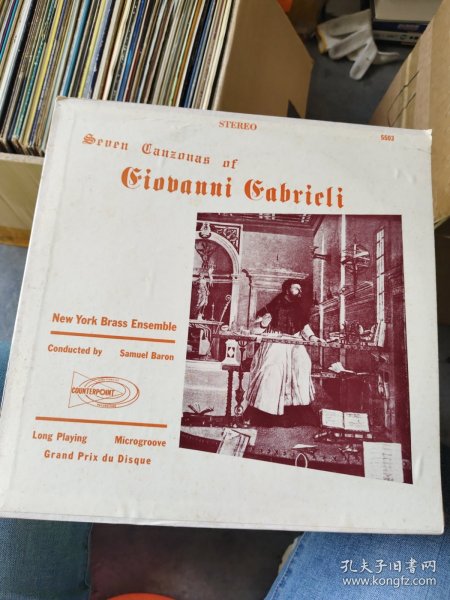 STEREO
5503
Seven Canzonas of
Giovanni Gabrieli
New York Brass Ensemble
Conducted by Samuel Baron
COUNTERPOINT
Long Playing Microgroove
Grand Prix du Disque
孔夫子旧书网
www.kongfz.com